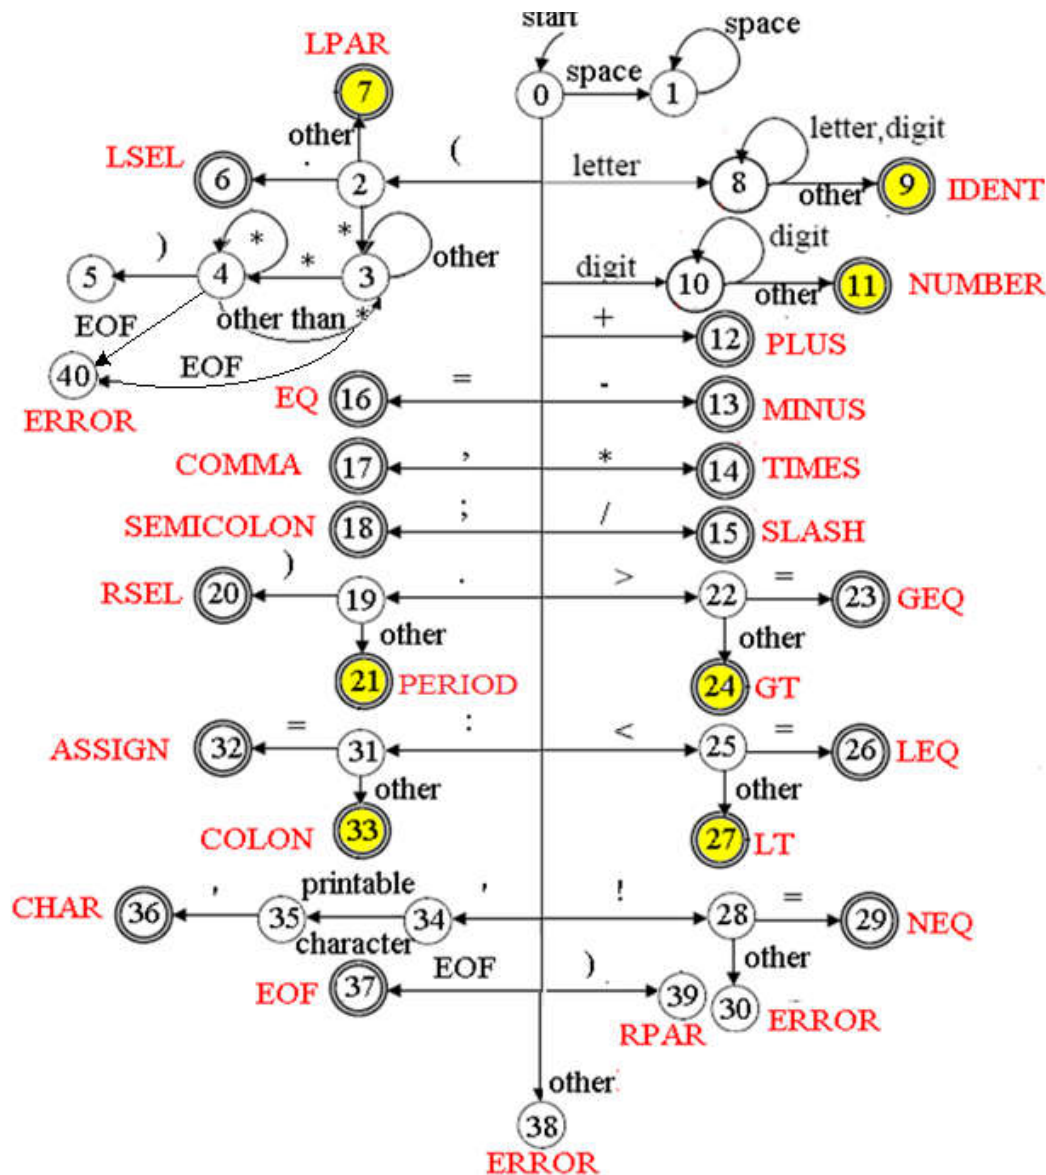 start
LPAR
space
7
0
space
1
other
(
letter
letter,digit
LSEL
.
6
2
8
other
9
IDENT
*
*
digit
)
*
3
other
digit
5
4
10
other
11
NUMBER
EOF
other than *
+
12
PLUS
40
EOF
ERROR
EQ
16
=
-
13
MINUS
COMMA
17
,
*
14
TIMES
SEMICOLON
18
;
/
15
SLASH
)
.
>
=
RSEL
20
19
22
23
GEQ
other
other
21
PERIOD
24
GT
=
:
<
=
ASSIGN
32
31
25
26
LEQ
other
other
COLON
33
27
LT
printable
CHAR
36
'
35
34
'
!
28
=
29
NEQ
character
other
EOF
37
EOF
)
39
30
RPAR
ERROR
other
38
ERROR